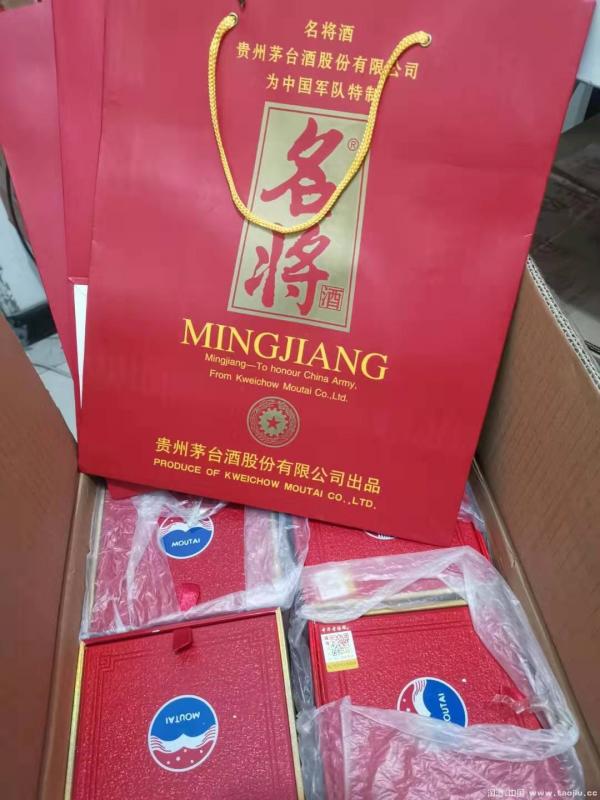 名将酒
贵州茅台酒股份有限公司
为中国军队特制
名将®
酒
MINGJIANG
Mingjiang—To honour China Army,
From Kweichow Moutai Co.,Ltd.
贵州茅台酒股份有限公司出品
PRODUCE OF KWEICHOW MOUTAI CO.,LTD.
MOUTAI
MOUTAI
MOUTAI
www.taojiu.cc